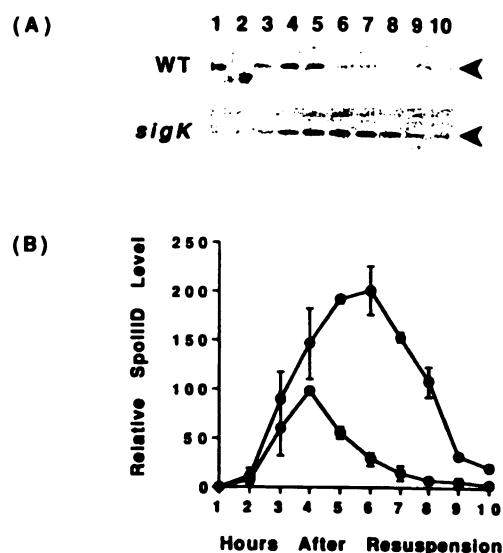 (A)
1 2 3 4 5 6 7 8 9 10
WT
sigK
(B)
Relative SpoIIID Level
250
200
150
100
50
0
1 2 3 4 5 6 7 8 9 10
Hours After Resuspension